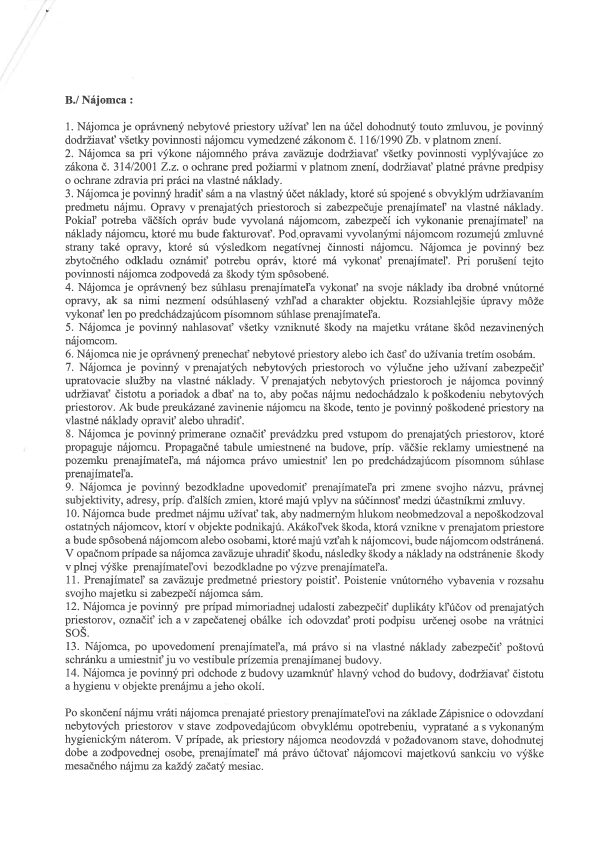 B./ Nájomca :
1. Nájomca je oprávnený nebytové priestory užívať len na účel dohodnutý touto zmluvou, je povinný
dodržiavať všetky povinnosti nájomcu vymedzené zákonom č. 116/1990 Zb. v platnom znení.
2. Nájomca sa pri výkone nájomného práva zaväzuje dodržiavať všetky povinnosti vyplývajúce zo
zákona č. 314/2001 Z.z. o ochrane pred požiarmi v platnom znení, dodržiavať platné právne predpisy
o ochrane zdravia pri práci na vlastné náklady.
3. Nájomca je povinný hradiť sám a na vlastný účet náklady, ktoré sú spojené s obvyklým udržiavaním
predmetu nájmu. Opravy v prenajatých priestoroch si zabezpečuje prenajímateľ na vlastné náklady.
Pokiaľ potreba väčších opráv bude vyvolaná nájomcom, zabezpečí ich vykonanie prenajímateľ na
náklady nájomcu, ktoré mu bude fakturovať. Pod opravami vyvolanými nájomcom rozumejú zmluvné
strany také opravy, ktoré sú výsledkom negatívnej činnosti nájomcu. Nájomca je povinný bez
zbytočného odkladu oznámiť potrebu opráv, ktoré má vykonať prenajímateľ. Pri porušení tejto
povinnosti nájomca zodpovedá za škody tým spôsobené.
4. Nájomca je oprávnený bez súhlasu prenajímateľa vykonať na svoje náklady iba drobné vnútorné
opravy, ak sa nimi nezmení odsúhlasený vzhľad a charakter objektu. Rozsiahlejšie úpravy môže
vykonať len po predchádzajúcom písomnom súhlase prenajímateľa.
5. Nájomca je povinný nahlasovať všetky vzniknuté škody na majetku vrátane škôd nezavinených
nájomcom.
6. Nájomca nie je oprávnený prenechať nebytové priestory alebo ich časť do užívania tretím osobám.
7. Nájomca je povinný v prenajatých nebytových priestoroch vo výlučne jeho užívaní zabezpečiť
upratovacie služby na vlastné náklady. V prenajatých nebytových priestoroch je nájomca povinný
udržiavať čistotu a poriadok a dbať na to, aby počas nájmu nedochádzalo k poškodeniu nebytových
priestorov. Ak bude preukázané zavinenie nájomcu na škode, tento je povinný poškodené priestory na
vlastné náklady opraviť alebo uhradiť.
8. Nájomca je povinný primerane označiť prevádzku pred vstupom do prenajatých priestorov, ktoré
propaguje nájomcu. Propagačné tabule umiestnené na budove, príp. väčšie reklamy umiestnené na
pozemku prenajímateľa, má nájomca právo umiestniť len po predchádzajúcom písomnom súhlase
prenajímateľa.
9. Nájomca je povinný bezodkladne upovedomiť prenajímateľa pri zmene svojho názvu, právnej
subjektivity, adresy, príp. ďalších zmien, ktoré majú vplyv na súčinnosť medzi účastníkmi zmluvy.
10. Nájomca bude predmet nájmu užívať tak, aby nadmerným hlukom neobmedzoval a nepoškodzoval
ostatných nájomcov, ktorí v objekte podnikajú. Akákoľvek škoda, ktorá vznikne v prenajatom priestore
a bude spôsobená nájomcom alebo osobami, ktoré majú vzťah k nájomcovi, bude nájomcom odstránená.
V opačnom prípade sa nájomca zaväzuje uhradiť škodu, následky škody a náklady na odstránenie škody
v plnej výške prenajímateľovi bezodkladne po výzve prenajímateľa.
11. Prenajímateľ sa zaväzuje predmetné priestory poistiť. Poistenie vnútorného vybavenia v rozsahu
svojho majetku si zabezpečí nájomca sám.
12. Nájomca je povinný pre prípad mimoriadnej udalosti zabezpečiť duplikáty kľúčov od prenajatých
priestorov, označiť ich a v zapečatenej obálke ich odovzdať proti podpisu určenej osobe na vrátnici
SOŠ.
13. Nájomca, po upovedomení prenajímateľa, má právo si na vlastné náklady zabezpečiť poštovú
schránku a umiestniť ju vo vestibule prízemia prenajímanej budovy.
14. Nájomca je povinný pri odchode z budovy uzamknúť hlavný vchod do budovy, dodržiavať čistotu
a hygienu v objekte prenájmu a jeho okolí.
Po skončení nájmu vráti nájomca prenajaté priestory prenajímateľovi na základe Zápisnice o odovzdaní
nebytových priestorov v stave zodpovedajúcom obvyklému opotrebeniu, vypratané a s vykonaným
hygienickým náterom. V prípade, ak priestory nájomca neodovzdá v požadovanom stave, dohodnutej
dobe a zodpovednej osobe, prenajímateľ má právo účtovať nájomcovi majetkovú sankciu vo výške
mesačného nájmu za každý začatý mesiac.